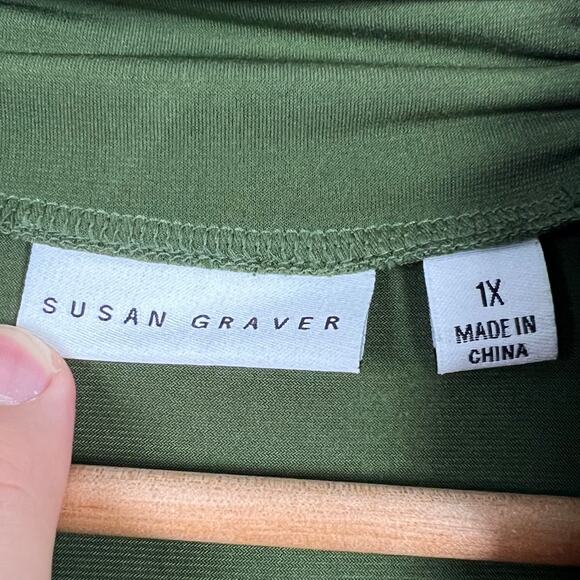 SUSAN GRAVER
1X
MADE IN
CHINA